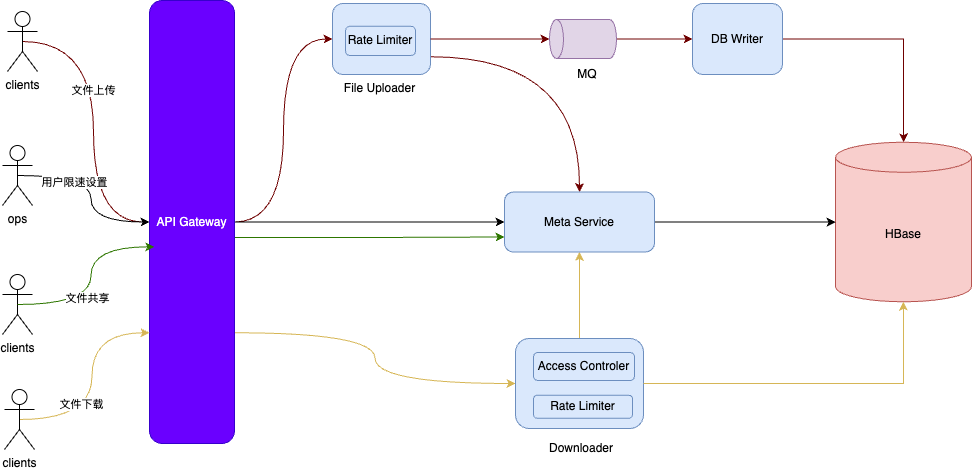 clients
文件上传
Rate Limiter
File Uploader
MQ
DB Writer
ops
用户限速设置
API Gateway
Meta Service
HBase
clients
文件共享
clients
文件下载
Access Controler
Rate Limiter
Downloader